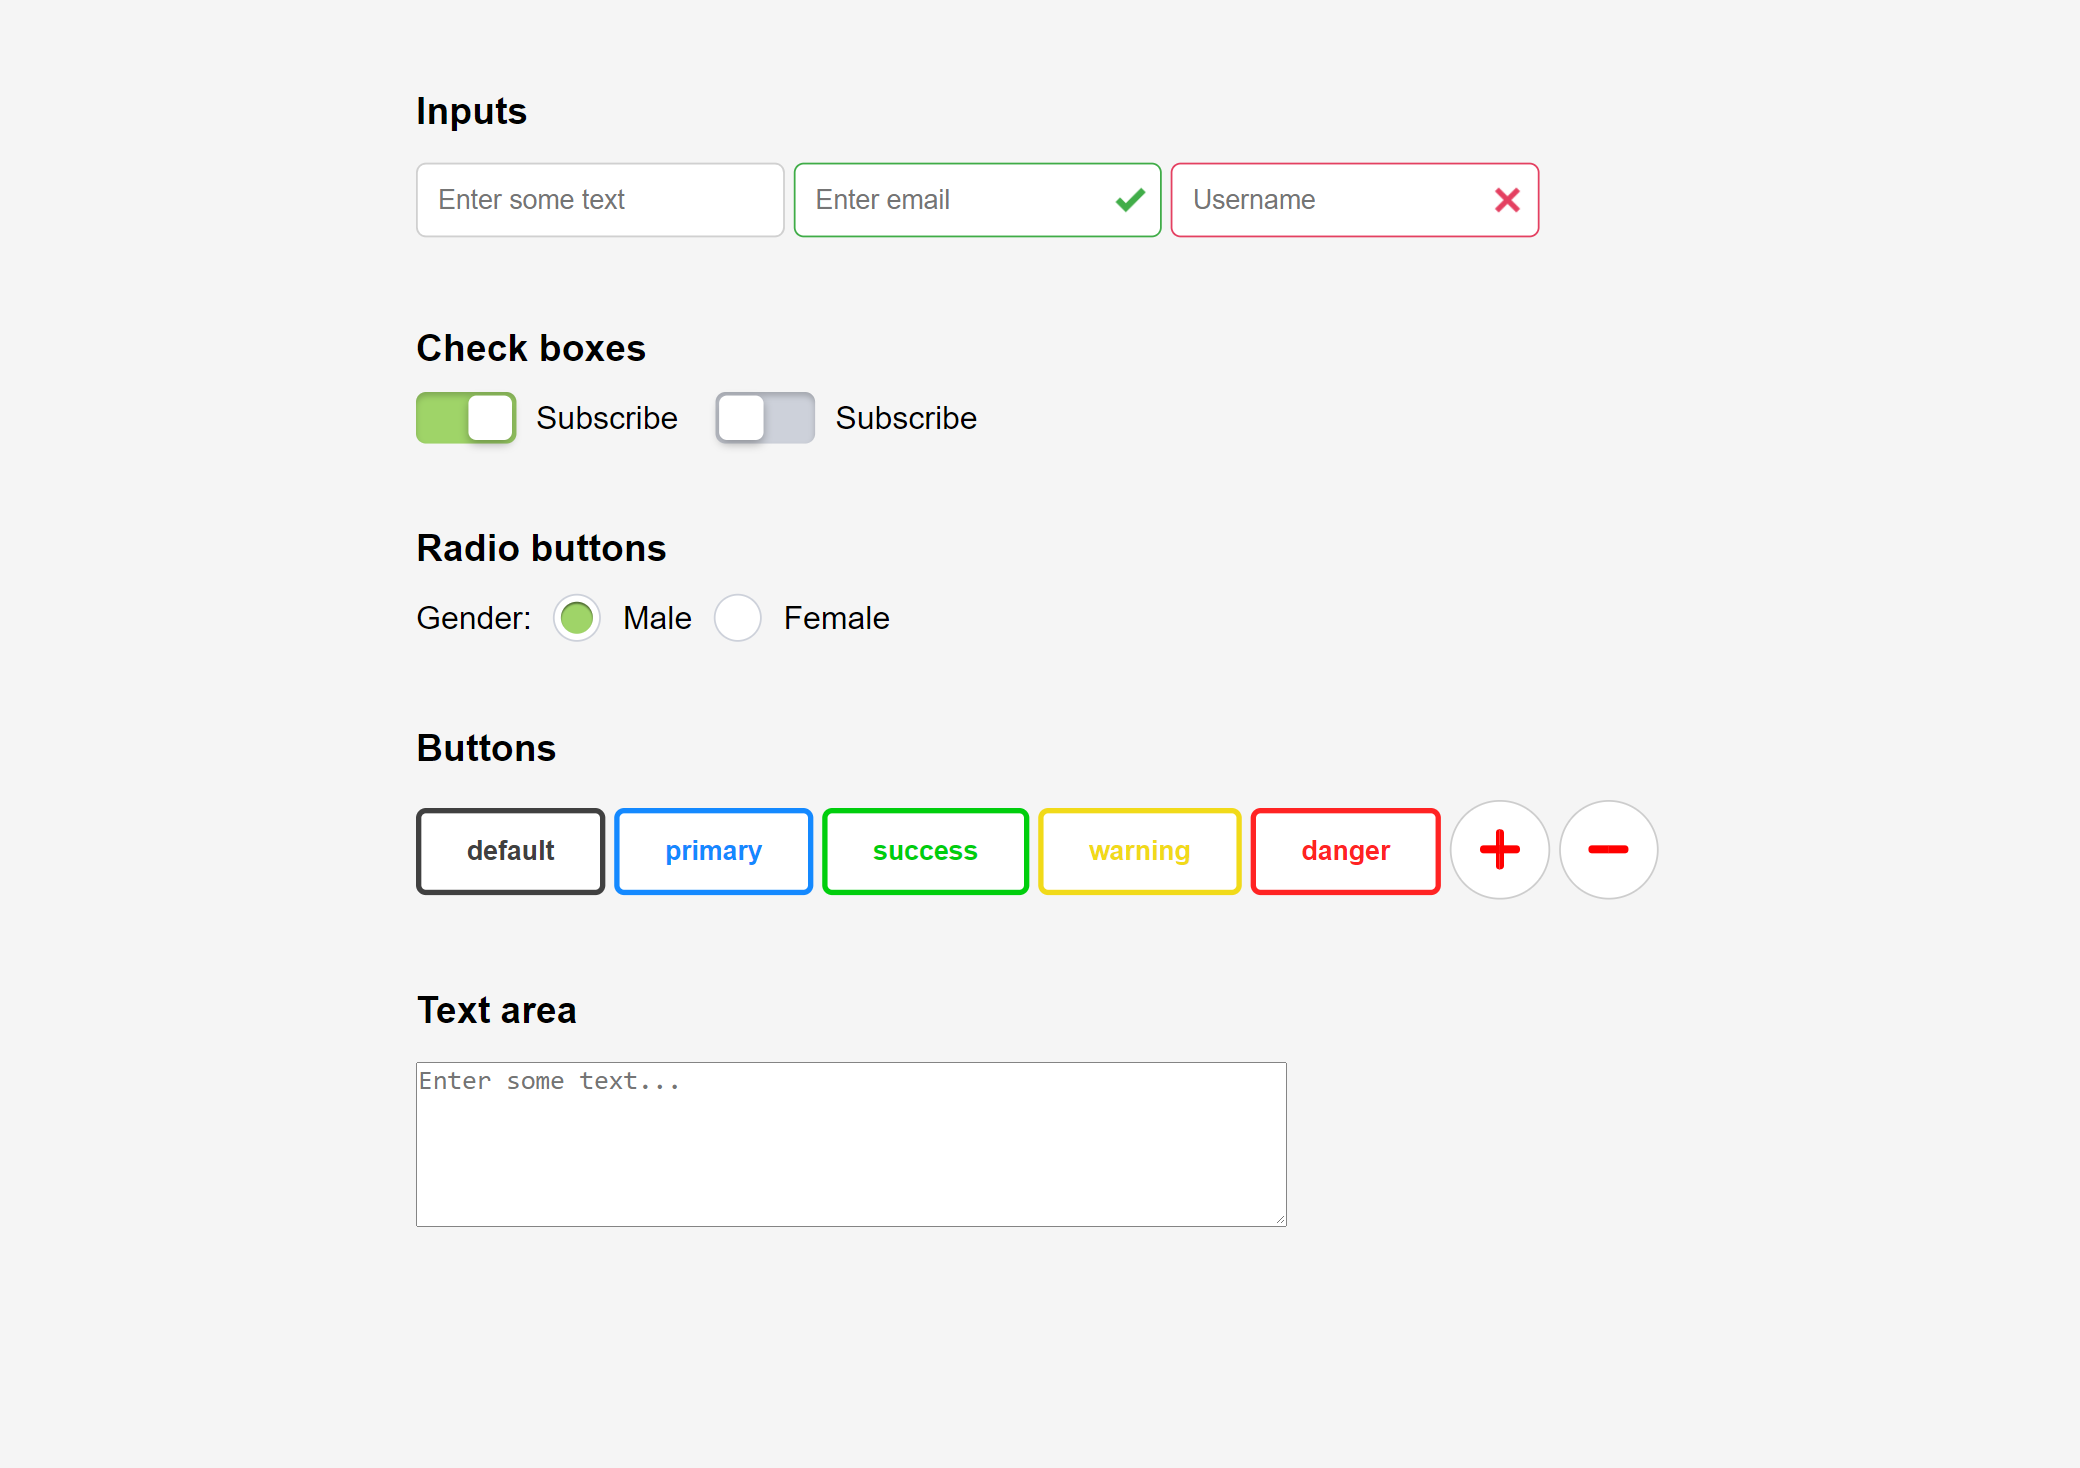 Inputs
Enter some text Enter email Username
Check boxes
Subscribe Subscribe
Radio buttons
Gender: Male Female
Buttons
default primary success warning danger
Text area
Enter some text...